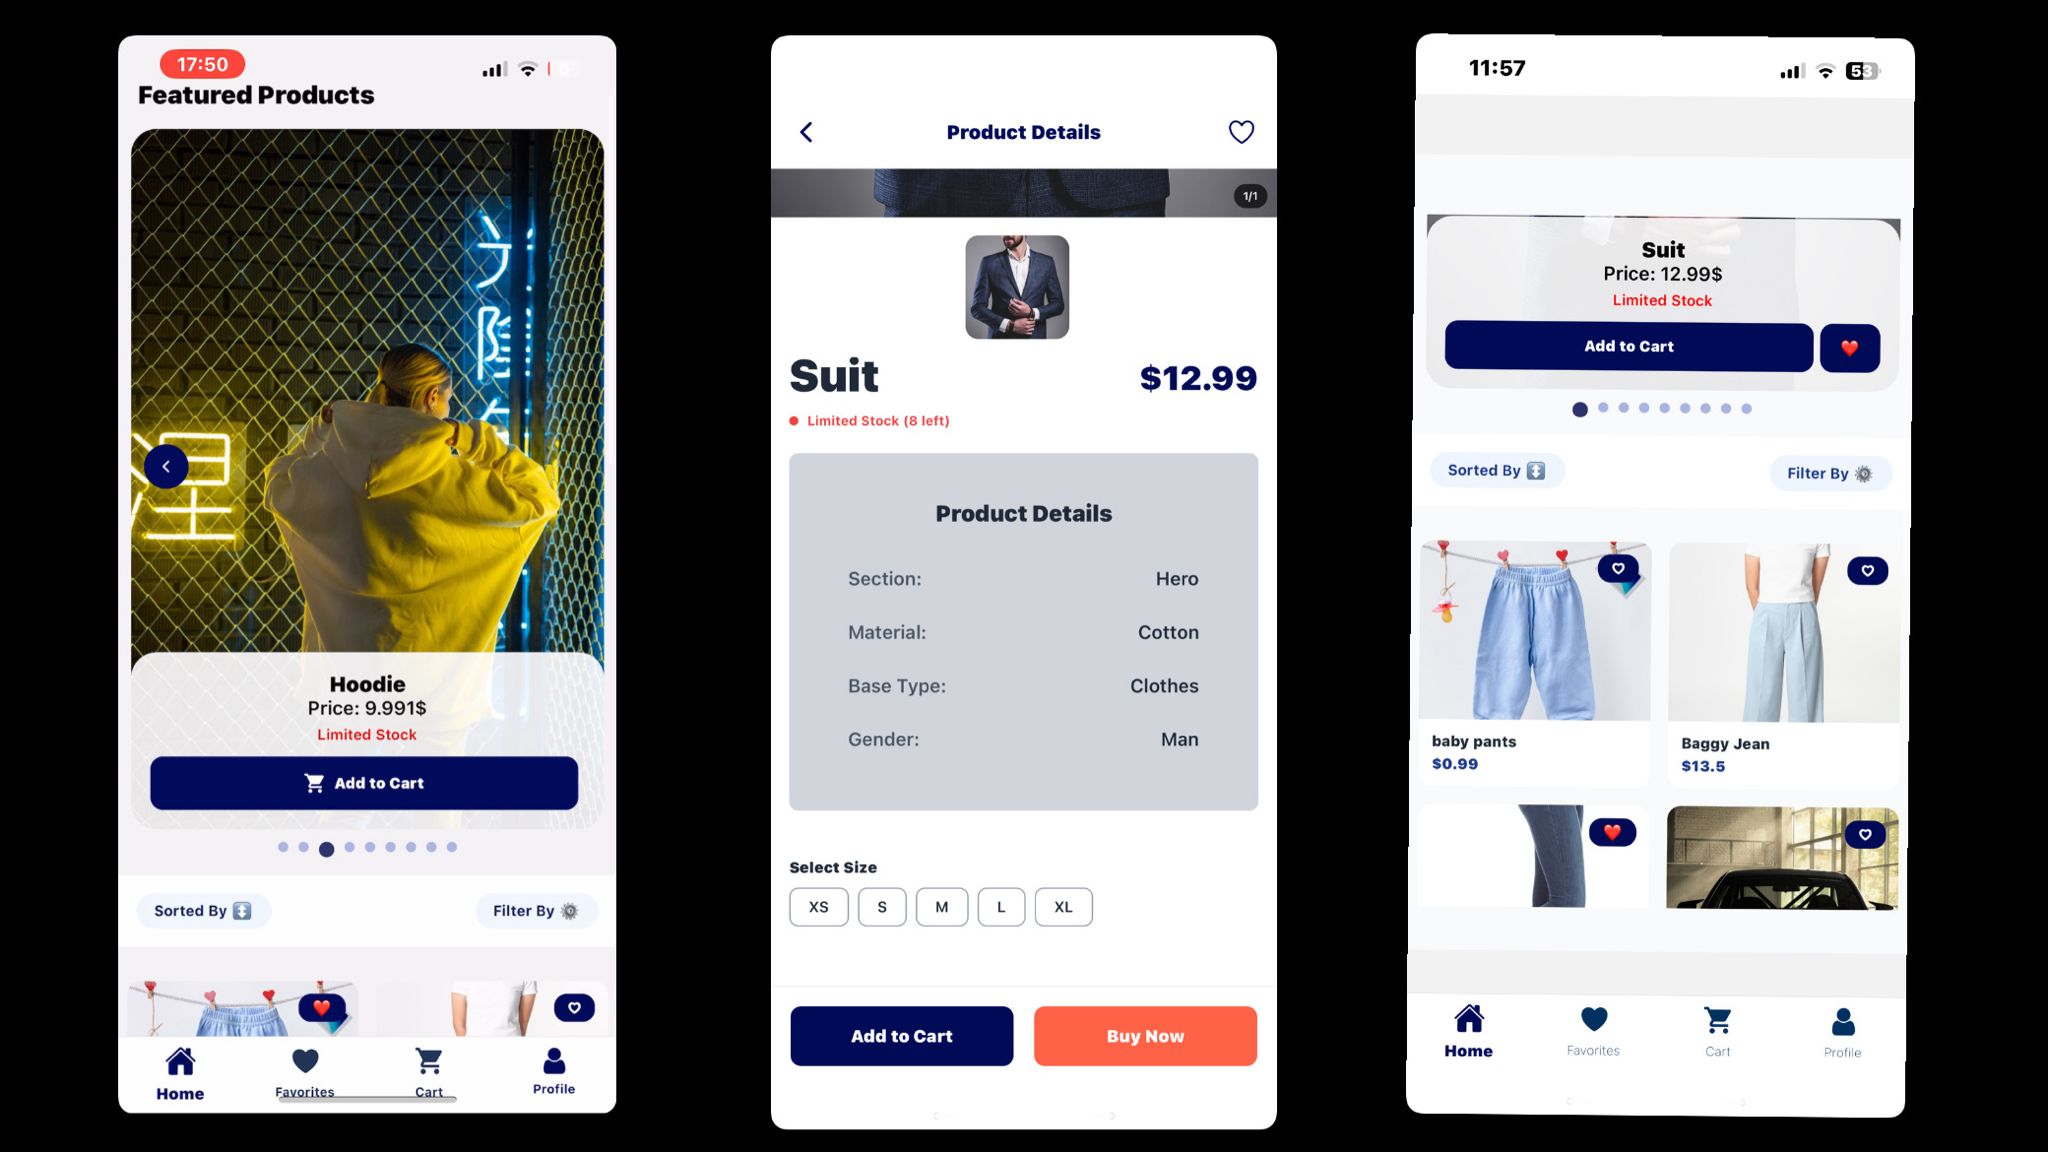 17:50
Featured Products
Hoodie
Price: 9.991$
Limited Stock
Add to Cart
Sorted By
Filter By
Home
Favorites
Cart
Profile
Product Details
1/1
Suit
$12.99
Limited Stock (8 left)
Product Details
Section: Hero
Material: Cotton
Base Type: Clothes
Gender: Man
Select Size
XS S M L XL
Add to Cart
Buy Now
11:57
53
Suit
Price: 12.99$
Limited Stock
Add to Cart
Sorted By
Filter By
baby pants
$0.99
Baggy Jean
$13.5
Home
Favorites
Cart
Profile